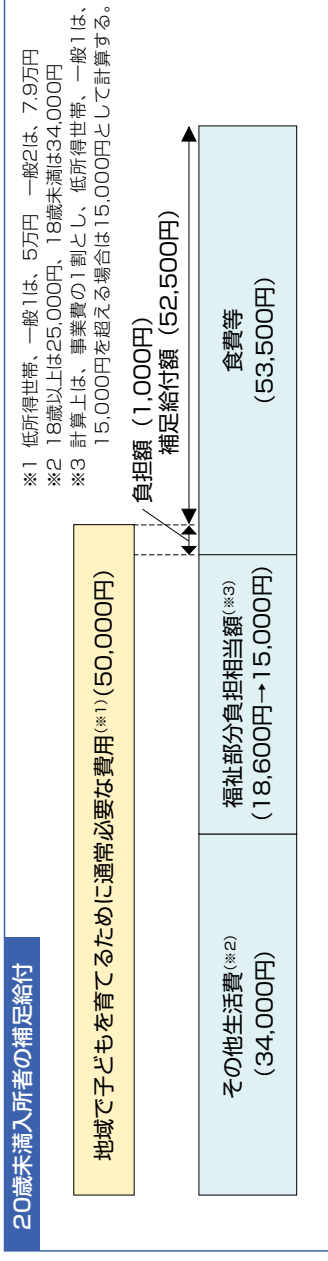 20歳未満入所者の補足給付
※1 低所得世帯、一般1は、5万円　一般2は、7.9万円
※2 18歳以上は25,000円、18歳未満は34,000円
※3 計算上は、事業費の1割とし、低所得世帯、一般1は、
15,000円を超える場合は15,000円として計算する。
地域で子どもを育てるために通常必要な費用(※1)(50,000円)
負担額（1,000円）
補足給付額（52,500円）
その他生活費(※2)
(34,000円)
福祉部分負担相当額(※3)
(18,600円→15,000円)
食費等
(53,500円)